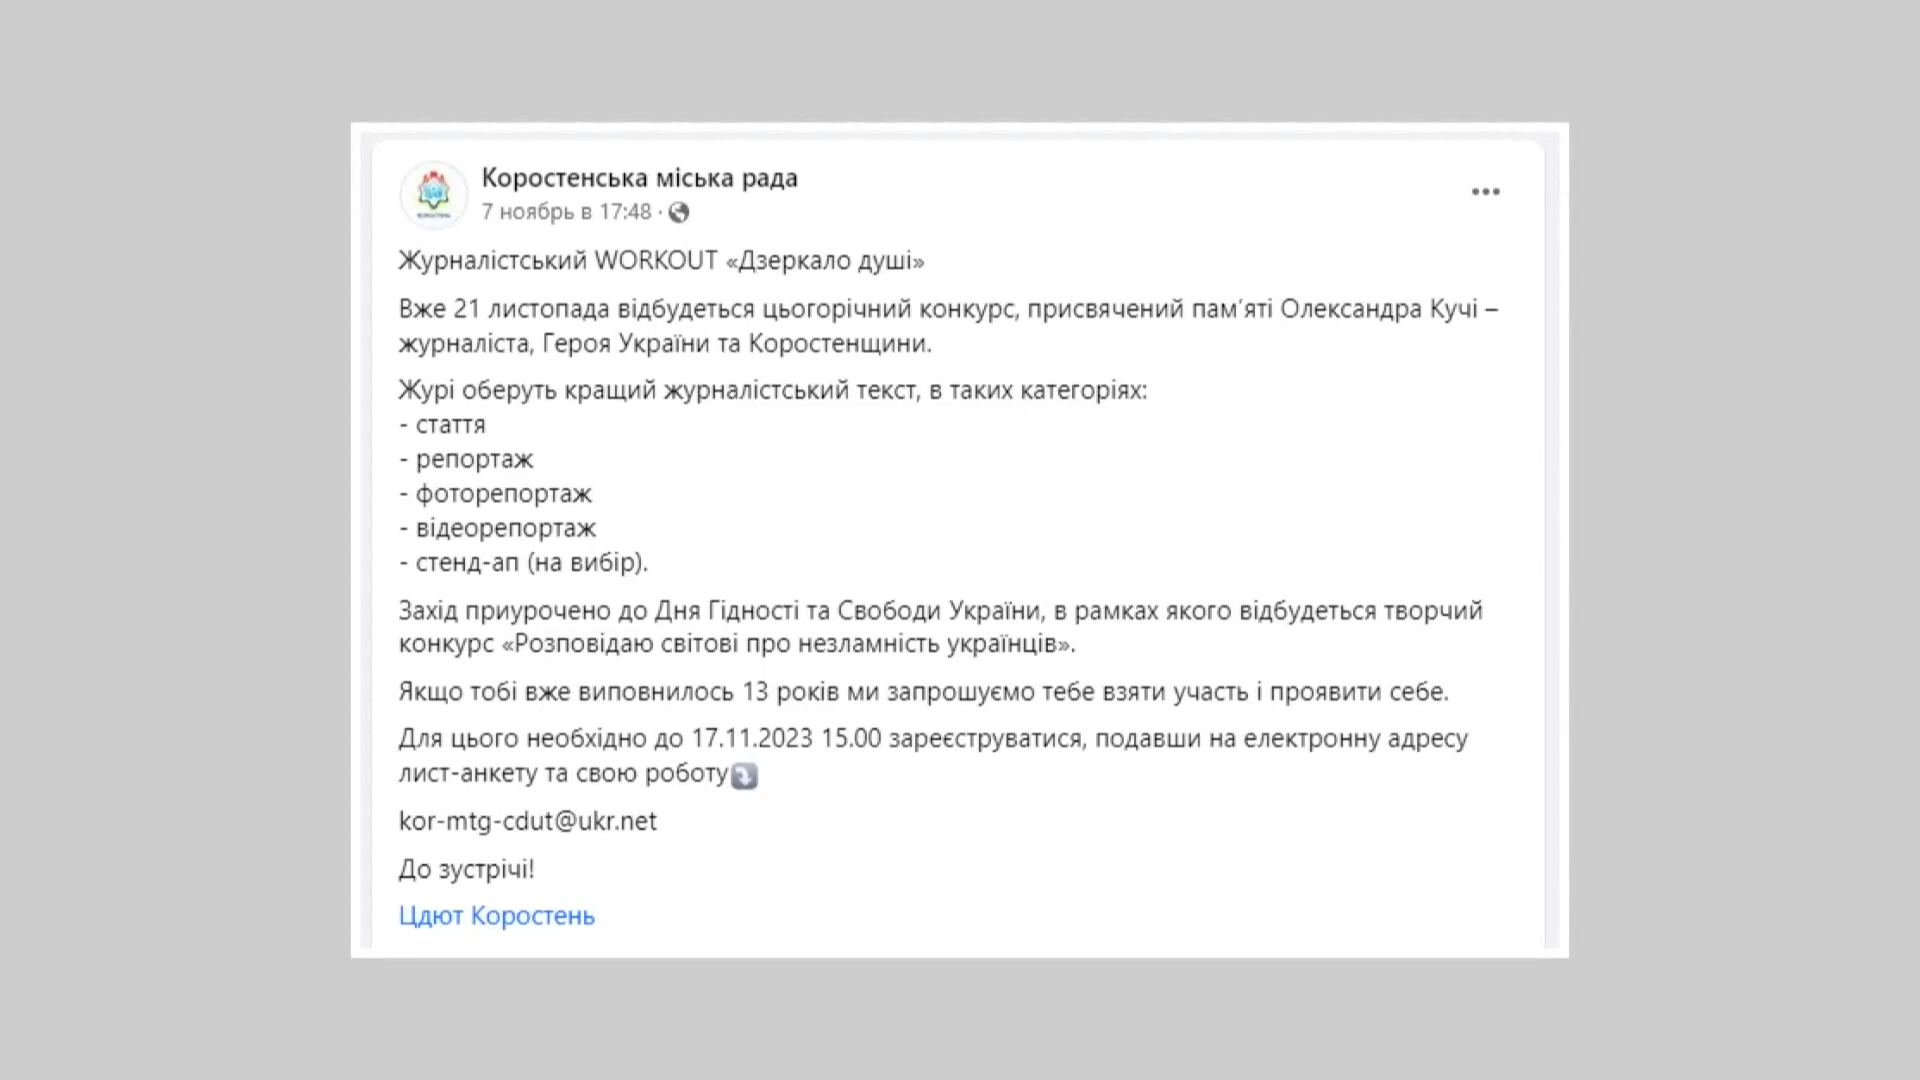 Коростенська міська рада
7 ноябрь в 17:48 ·
Журналістський WORKOUT «Дзеркало душі»
Вже 21 листопада відбудеться цьогорічний конкурс, присвячений пам’яті Олександра Кучі –
журналіста, Героя України та Коростенщини.
Журі оберуть кращий журналістський текст, в таких категоріях:
- стаття
- репортаж
- фоторепортаж
- відеорепортаж
- стенд-ап (на вибір).
Захід приурочено до Дня Гідності та Свободи України, в рамках якого відбудеться творчий
конкурс «Розповідаю світові про незламність українців».
Якщо тобі вже виповнилось 13 років ми запрошуємо тебе взяти участь і проявити себе.
Для цього необхідно до 17.11.2023 15.00 зареєструватися, подавши на електронну адресу
лист-анкету та свою роботу
kor-mtg-cdut@ukr.net
До зустрічі!
Цдют Коростень